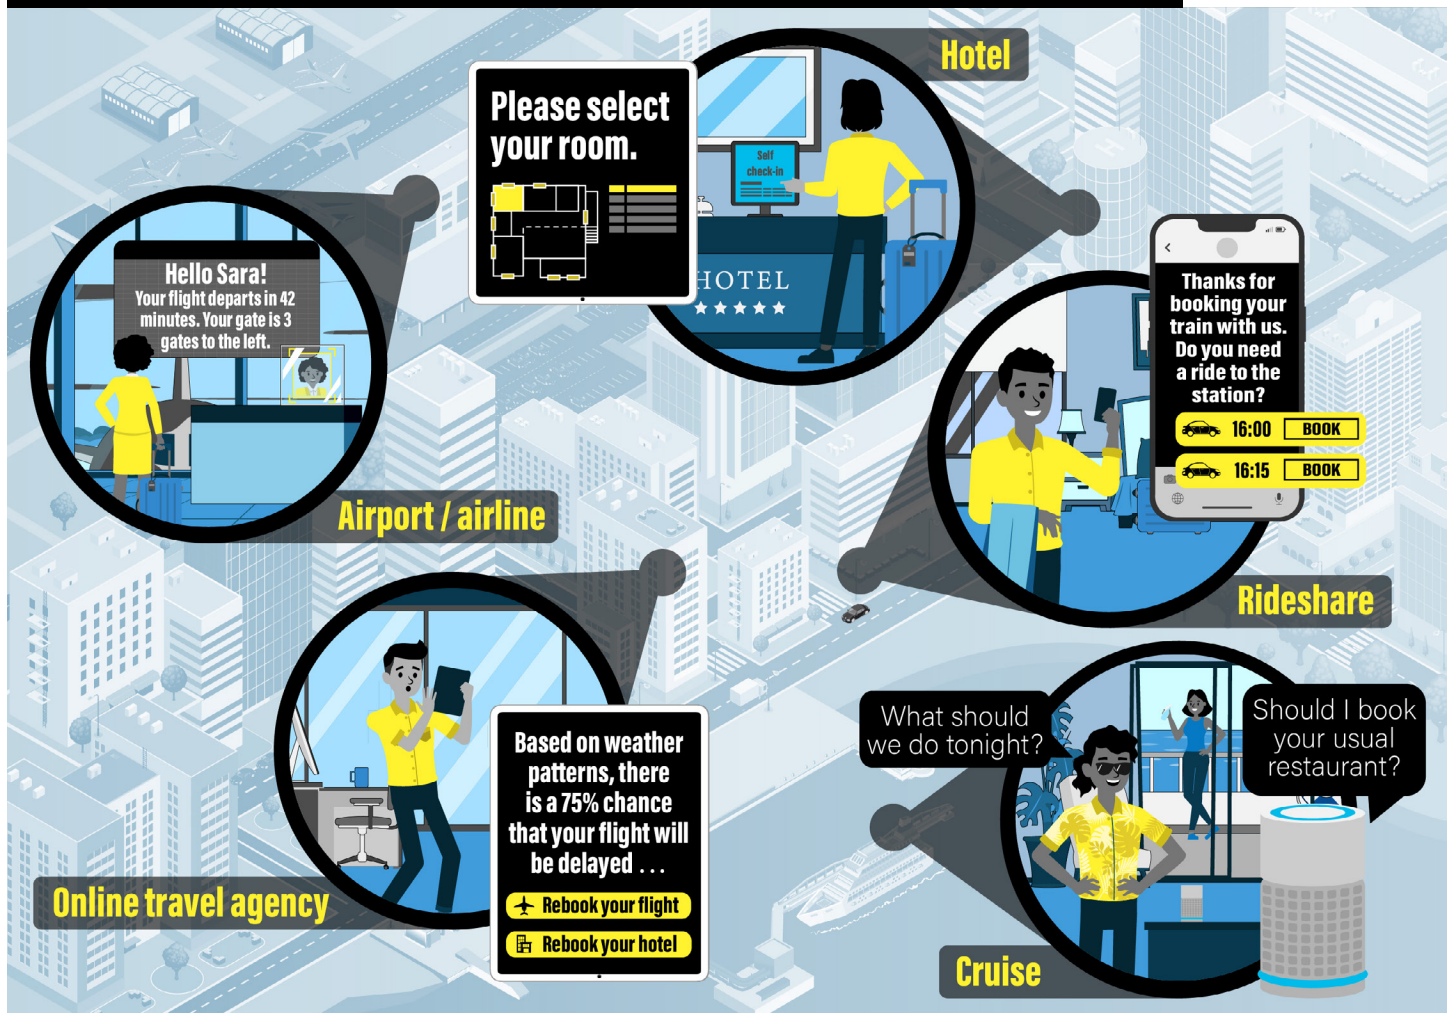 Hotel
Please select
your room.
Self
check-in
HOTEL
Hello Sara!
Your flight departs in 42
minutes. Your gate is 3
gates to the left.
Airport / airline
Thanks for
booking your
train with us.
Do you need
a ride to the
station?
16:00 BOOK
16:15 BOOK
Rideshare
Based on weather
patterns, there
is a 75% chance
that your flight will
be delayed . . .
Rebook your flight
Rebook your hotel
Online travel agency
What should
we do tonight?
Should I book
your usual
restaurant?
Cruise
H